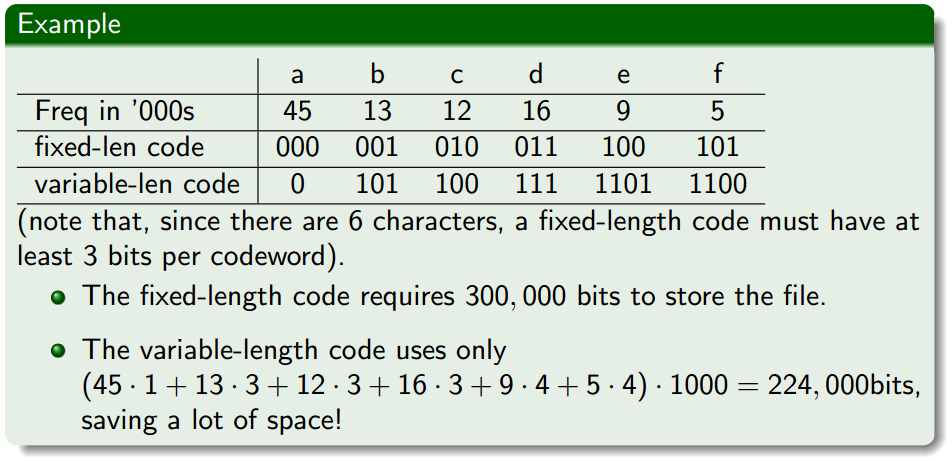 Example
a b c d e f
Freq in '000s 45 13 12 16 9 5
fixed-len code 000 001 010 011 100 101
variable-len code 0 101 100 111 1101 1100
(note that, since there are 6 characters, a fixed-length code must have at
least 3 bits per codeword).
The fixed-length code requires 300, 000 bits to store the file.
The variable-length code uses only
(45 · 1 + 13 · 3 + 12 · 3 + 16 · 3 + 9 · 4 + 5 · 4) · 1000 = 224, 000bits,
saving a lot of space!